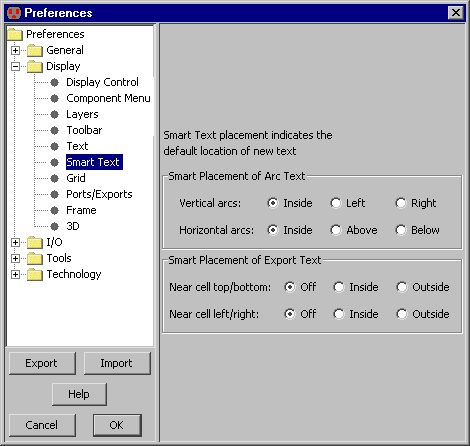 Preferences
Preferences
General
Display
Display Control
Component Menu
Layers
Toolbar
Text
Smart Text
Grid
Ports/Exports
Frame
3D
I/O
Tools
Technology
Export Import
Help
Cancel OK
Smart Text placement indicates the
default location of new text
Smart Placement of Arc Text
Vertical arcs: Inside Left Right
Horizontal arcs: Inside Above Below
Smart Placement of Export Text
Near cell top/bottom: Off Inside Outside
Near cell left/right: Off Inside Outside